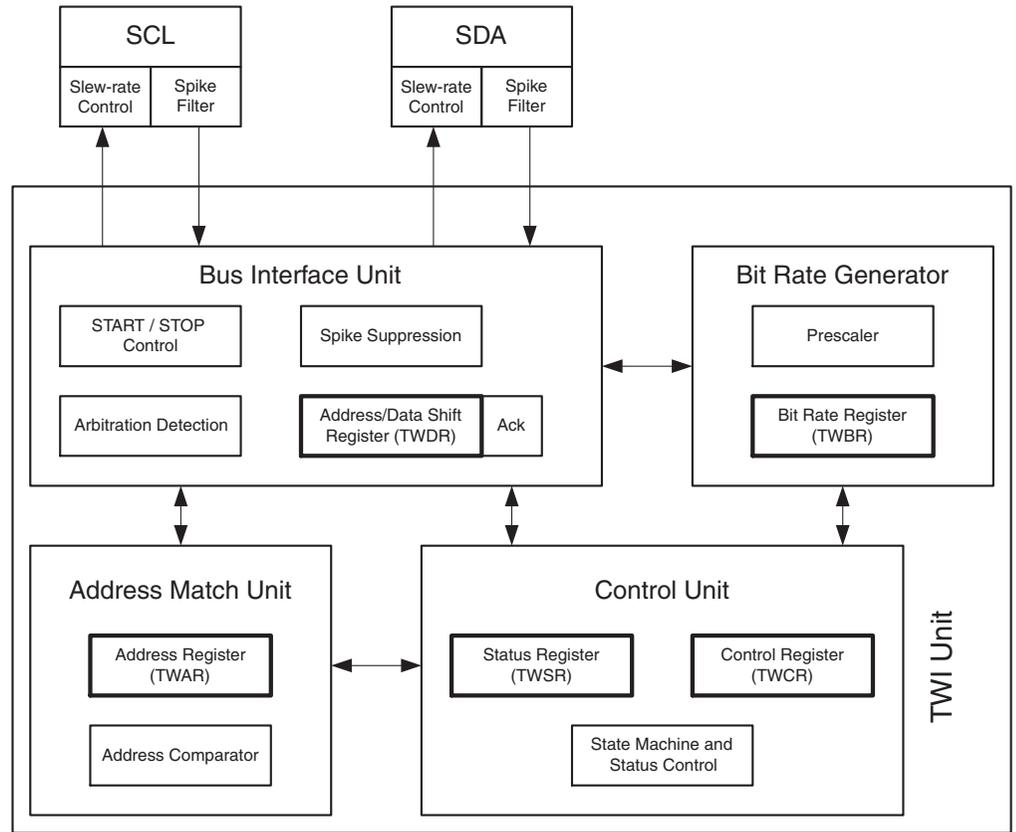 SCL
Slew-rate
Control
Spike
Filter
SDA
Slew-rate
Control
Spike
Filter
Bus Interface Unit
START / STOP
Control
Spike Suppression
Arbitration Detection
Address/Data Shift
Register (TWDR)
Ack
Bit Rate Generator
Prescaler
Bit Rate Register
(TWBR)
Address Match Unit
Address Register
(TWAR)
Address Comparator
Control Unit
Status Register
(TWSR)
Control Register
(TWCR)
State Machine and
Status Control
TWI Unit